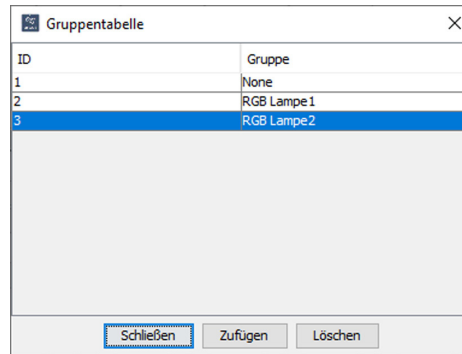 Gruppentabelle
ID Gruppe
1 None
2 RGB Lampe1
3 RGB Lampe2
Schließen Zufügen Löschen